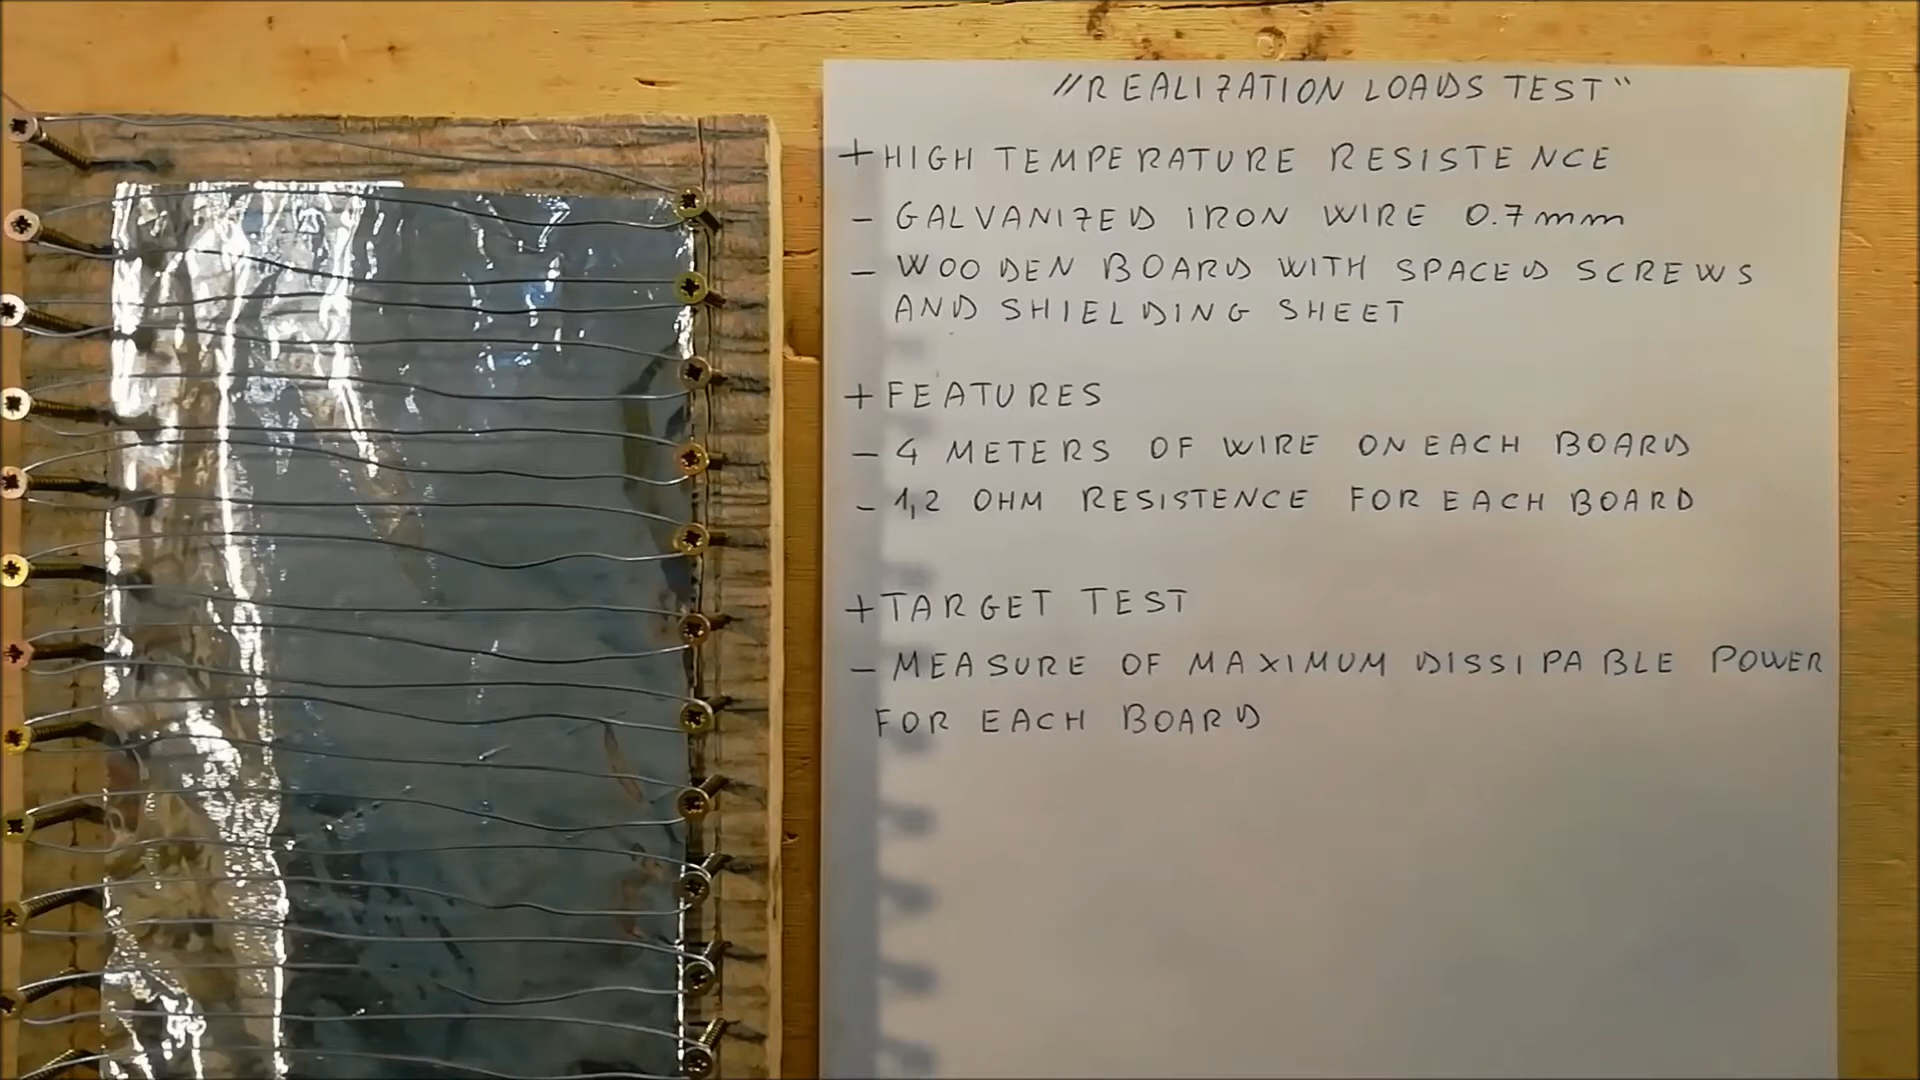 "REALIZATION LOADS TEST"
+ HIGH TEMPERATURE RESISTENCE
- GALVANIZED IRON WIRE 0.7mm
- WOODEN BOARD WITH SPACED SCREWS
AND SHIELDING SHEET
+ FEATURES
- 4 METERS OF WIRE ON EACH BOARD
- 1,2 OHM RESISTENCE FOR EACH BOARD
+ TARGET TEST
- MEASURE OF MAXIMUM DISSIPABLE POWER
FOR EACH BOARD